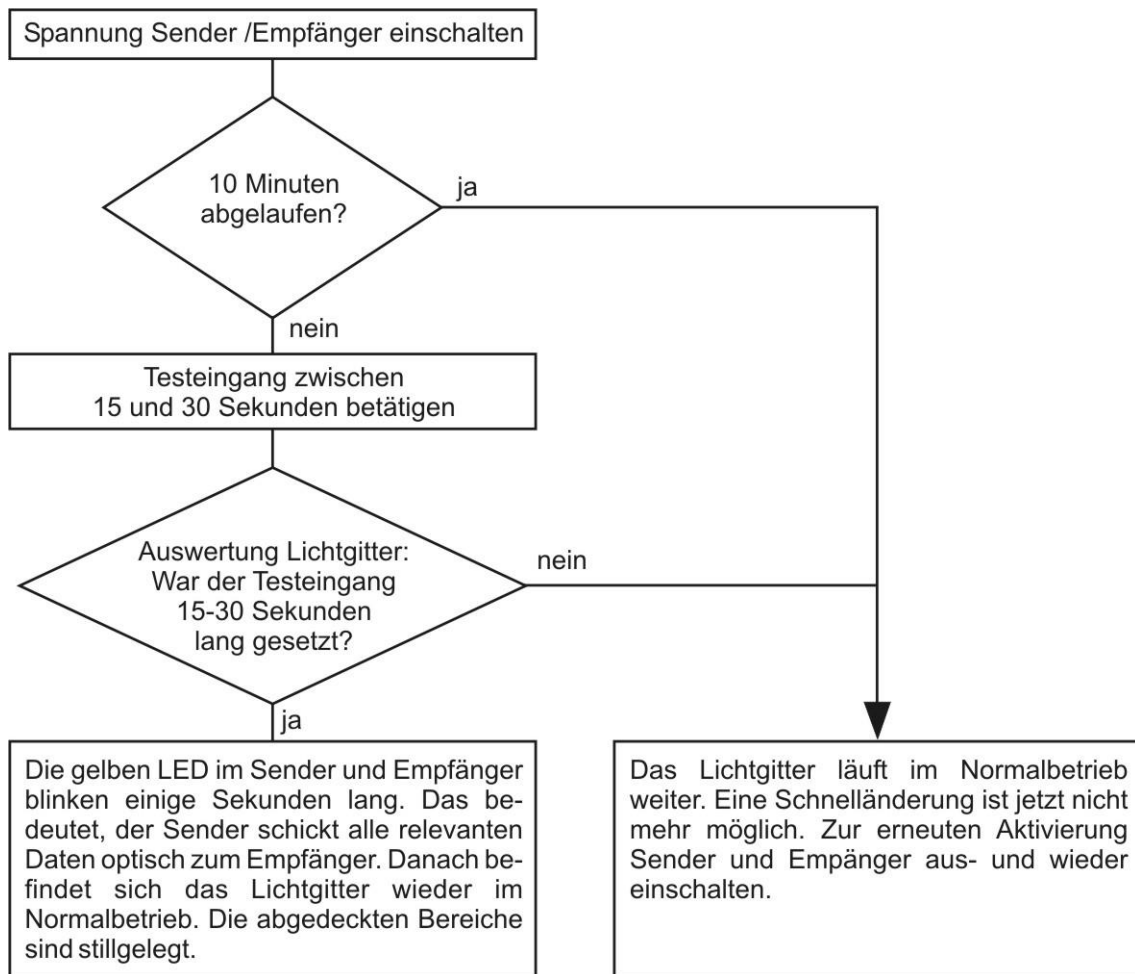 Spannung Sender /Empfänger einschalten
10 Minuten
abgelaufen?
ja
nein
Testeingang zwischen
15 und 30 Sekunden betätigen
Auswertung Lichtgitter:
War der Testeingang
15-30 Sekunden
lang gesetzt?
nein
ja
Die gelben LED im Sender und Empfänger
blinken einige Sekunden lang. Das be-
deutet, der Sender schickt alle relevanten
Daten optisch zum Empfänger. Danach be-
findet sich das Lichtgitter wieder im
Normalbetrieb. Die abgedeckten Bereiche
sind stillgelegt.
Das Lichtgitter läuft im Normalbetrieb
weiter. Eine Schnelländerung ist jetzt nicht
mehr möglich. Zur erneuten Aktivierung
Sender und Empänger aus- und wieder
einschalten.